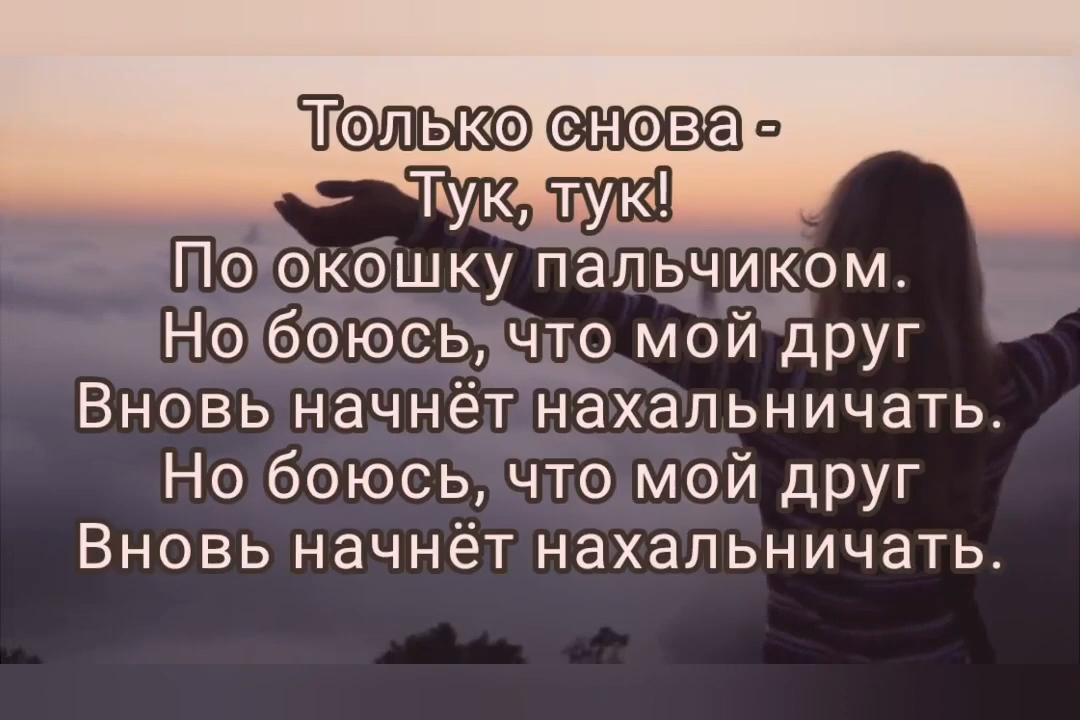 Только снова -
Тук, тук!
По окошку пальчиком.
Но боюсь, что мой друг
Вновь начнёт нахальничать.
Но боюсь, что мой друг
Вновь начнёт нахальничать.